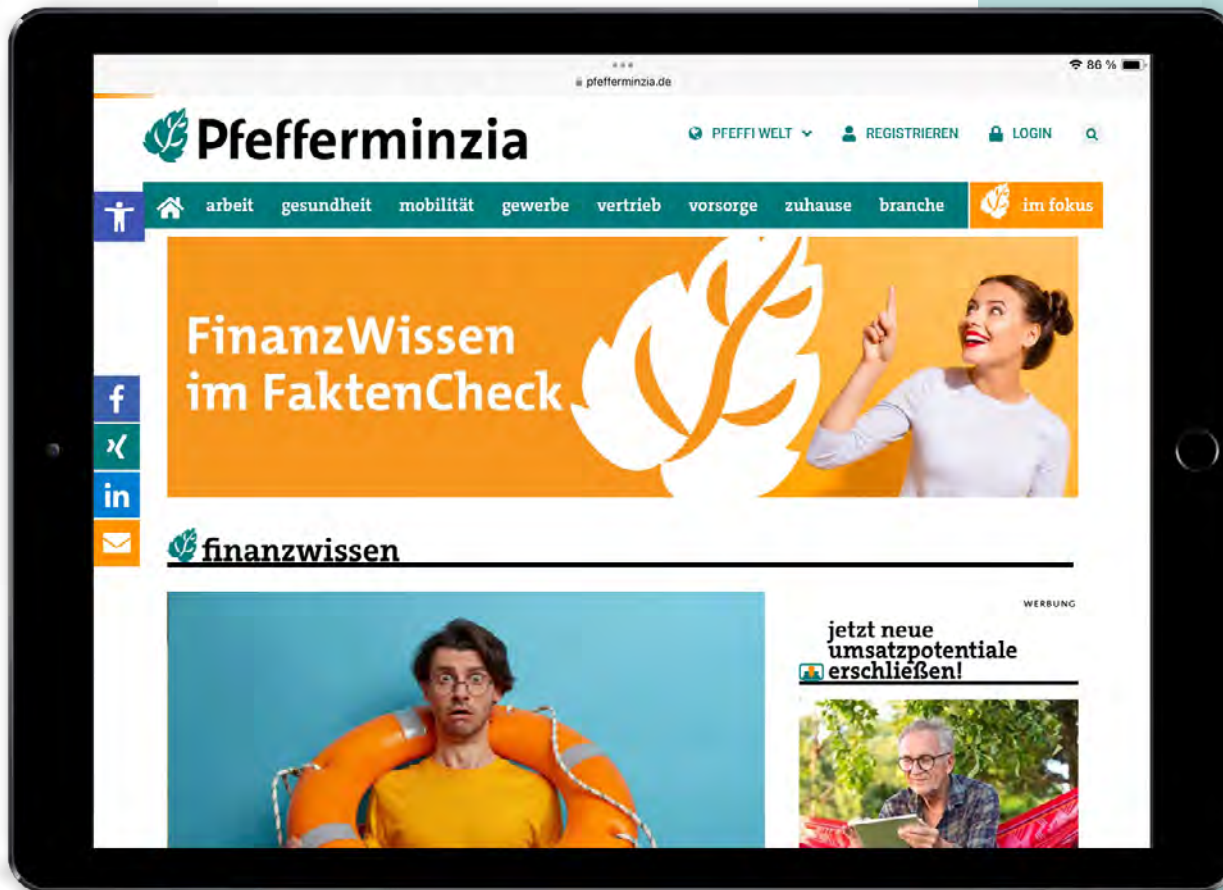 pfefferminzia.de
86 %
Pfefferminzia
PFEFFI WELT
REGISTRIEREN
LOGIN
arbeit gesundheit mobilität gewerbe vertrieb vorsorge zuhause branche im fokus
FinanzWissen
im FaktenCheck
f
in
finanzwissen
WERBUNG
jetzt neue
umsatzpotentiale
erschließen!